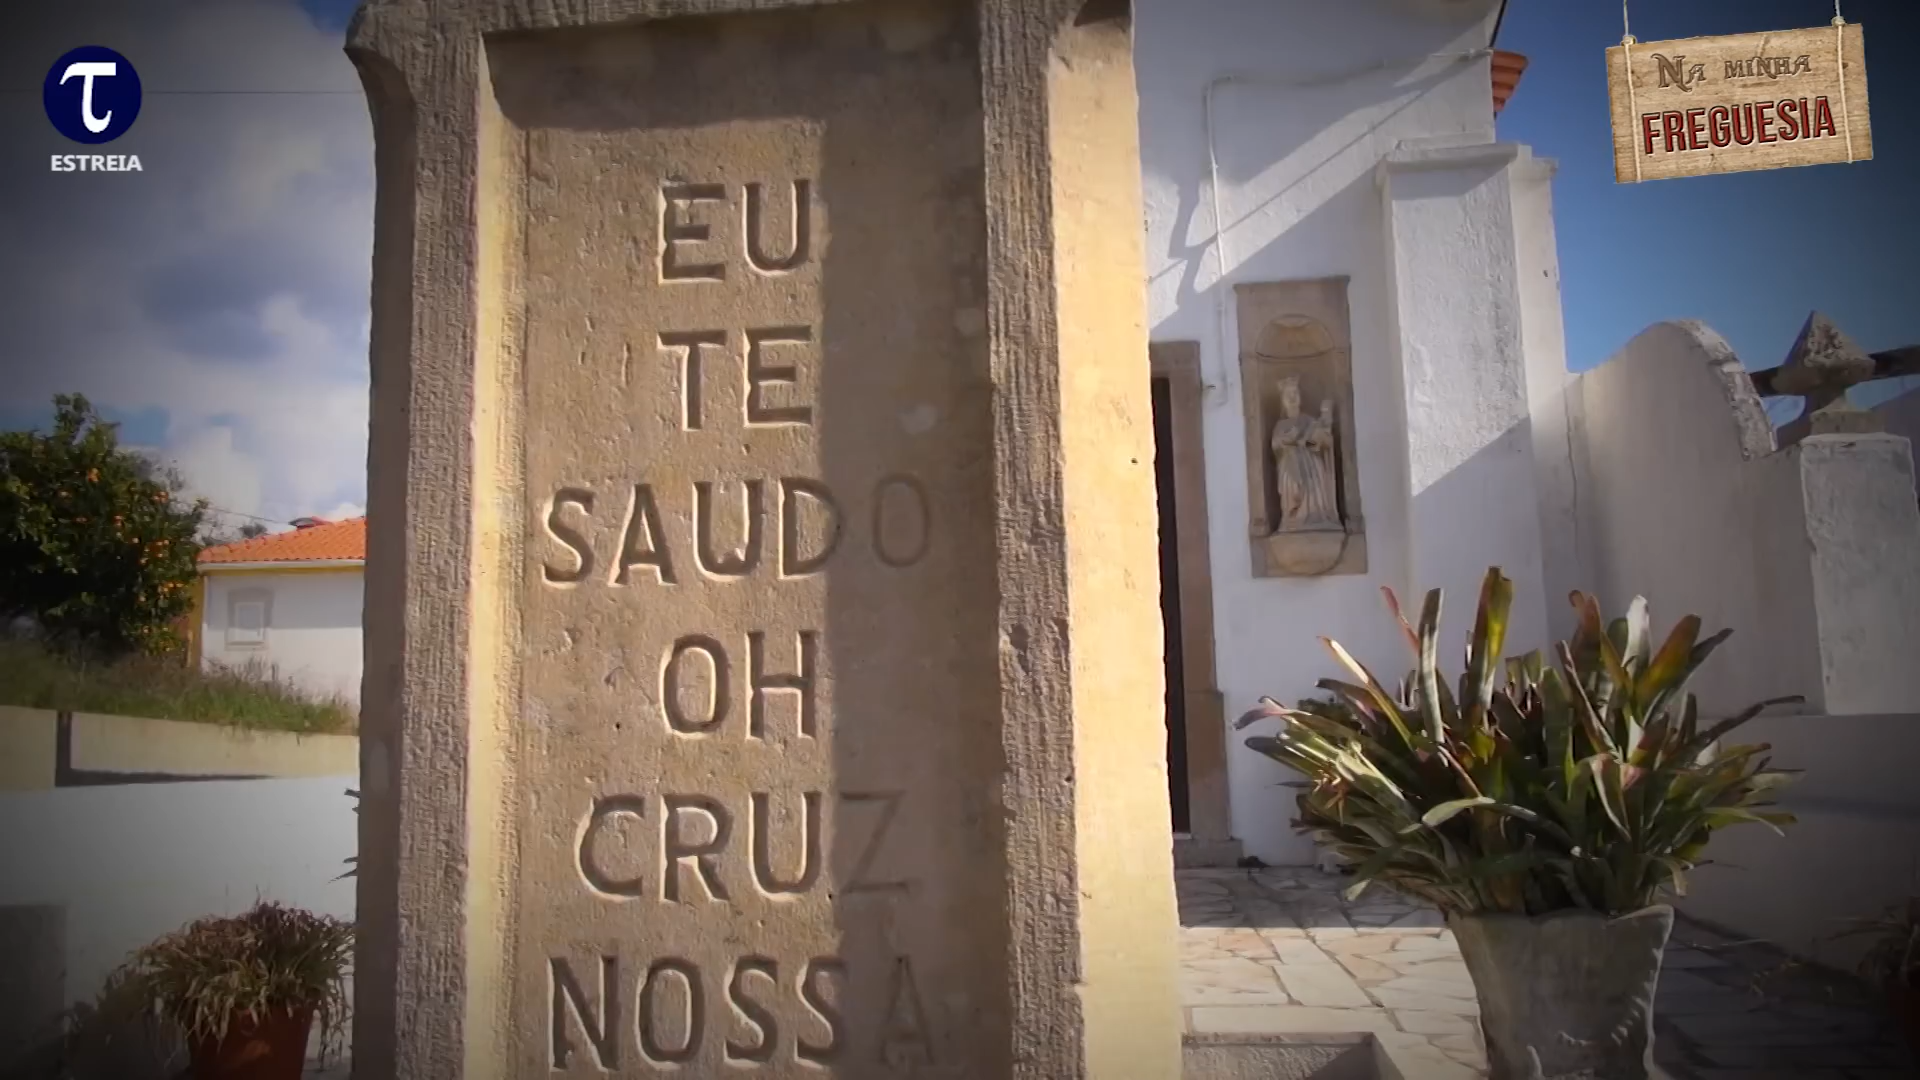 τ
ESTREIA
NA MINHA
FREGUESIA
EU
TE
SAUDO
OH
CRUZ
NOSSA